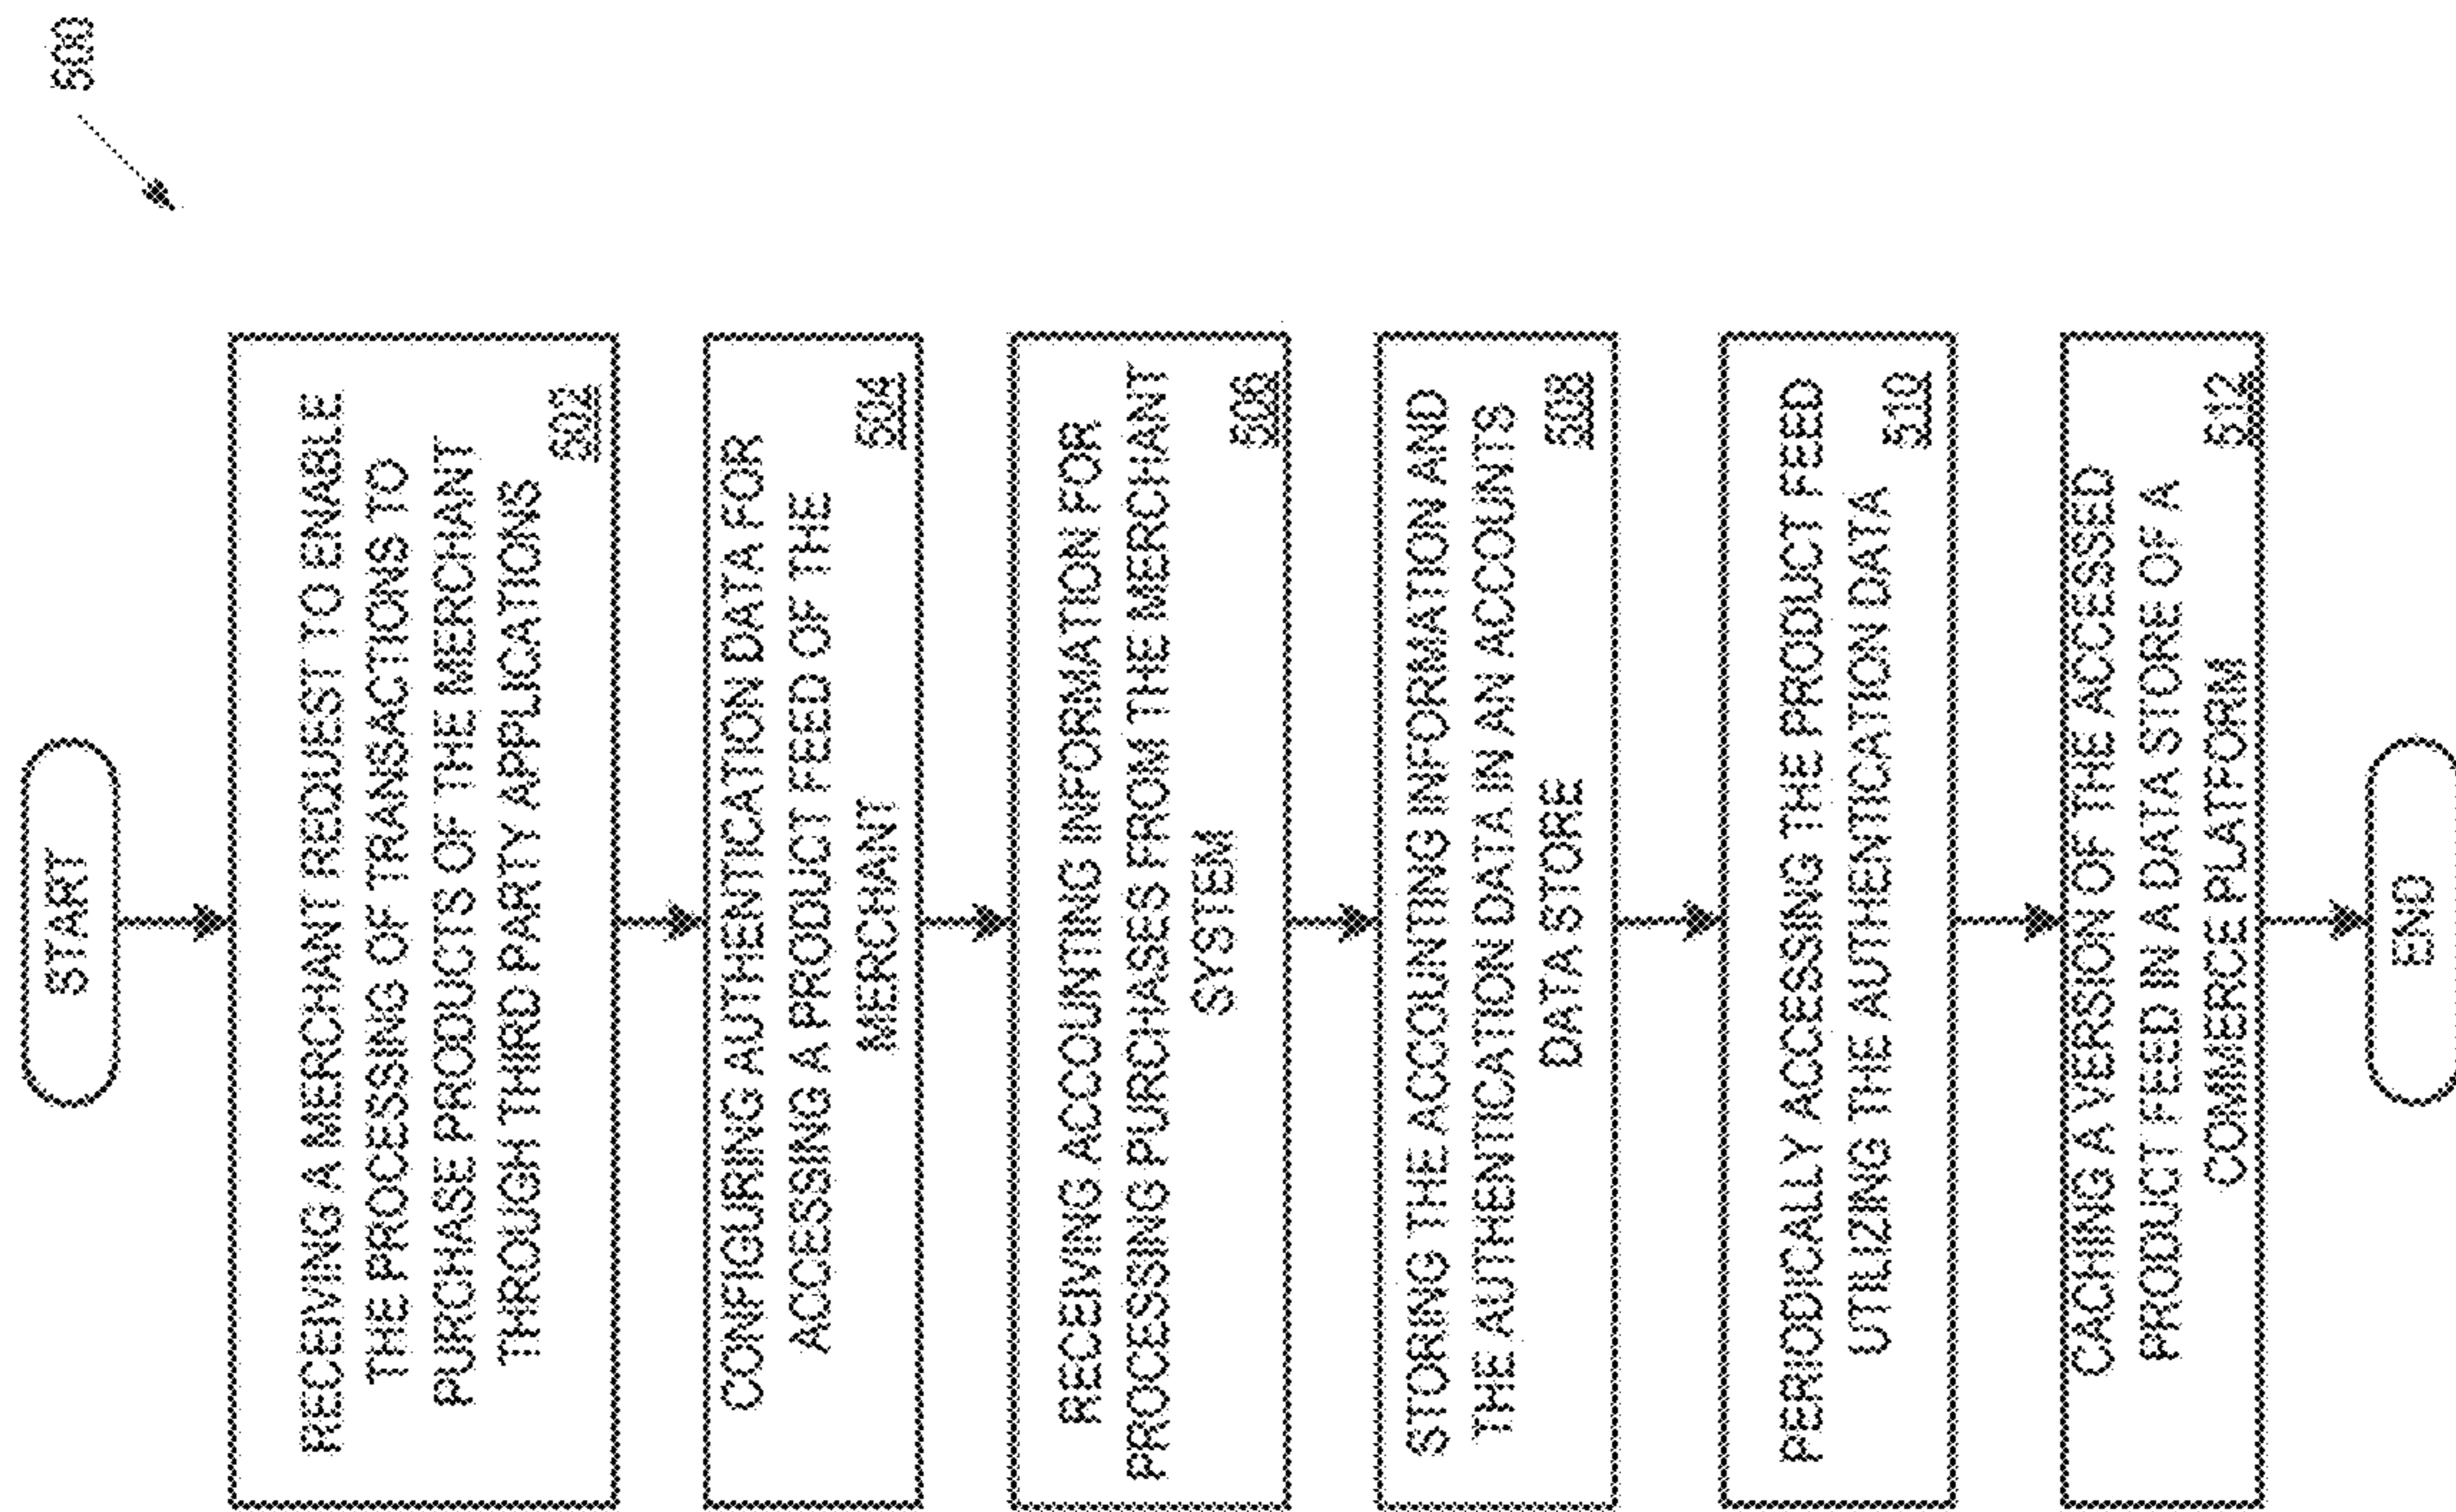 500
START
RECEIVING A MERCHANT REQUEST TO ENABLE
THE PROCESSING OF TRANSACTIONS TO
PURCHASE PRODUCTS OF THE MERCHANT
THROUGH THIRD PARTY APPLICATIONS
502
CONFIGURING AUTHENTICATION DATA FOR
ACCESSING A PRODUCT FEED OF THE
MERCHANT
504
RECEIVING ACCOUNTING INFORMATION FOR
PROCESSING PURCHASES FROM THE MERCHANT
SYSTEM
506
STORING THE ACCOUNTING INFORMATION AND
THE AUTHENTICATION DATA IN AN ACCOUNTS
DATA STORE
508
PERIODICALLY ACCESSING THE PRODUCT FEED
UTILIZING THE AUTHENTICATION DATA
510
CACHING A VERSION OF THE ACCESSED
PRODUCT FEED IN A DATA STORE OF A
COMMERCE PLATFORM
512
END